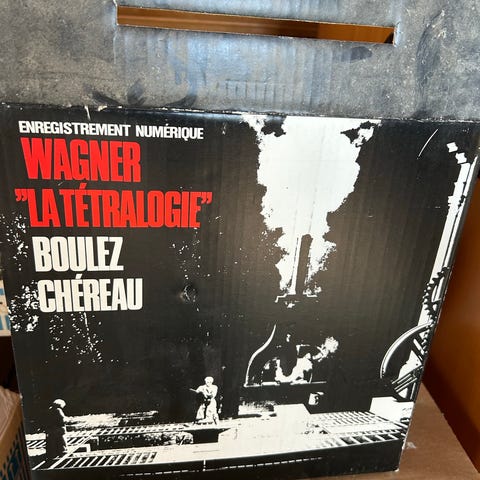 ENREGISTREMENT NUMÉRIQUE
WAGNER
"LA TÉTRALOGIE"
BOULEZ
CHÉREAU